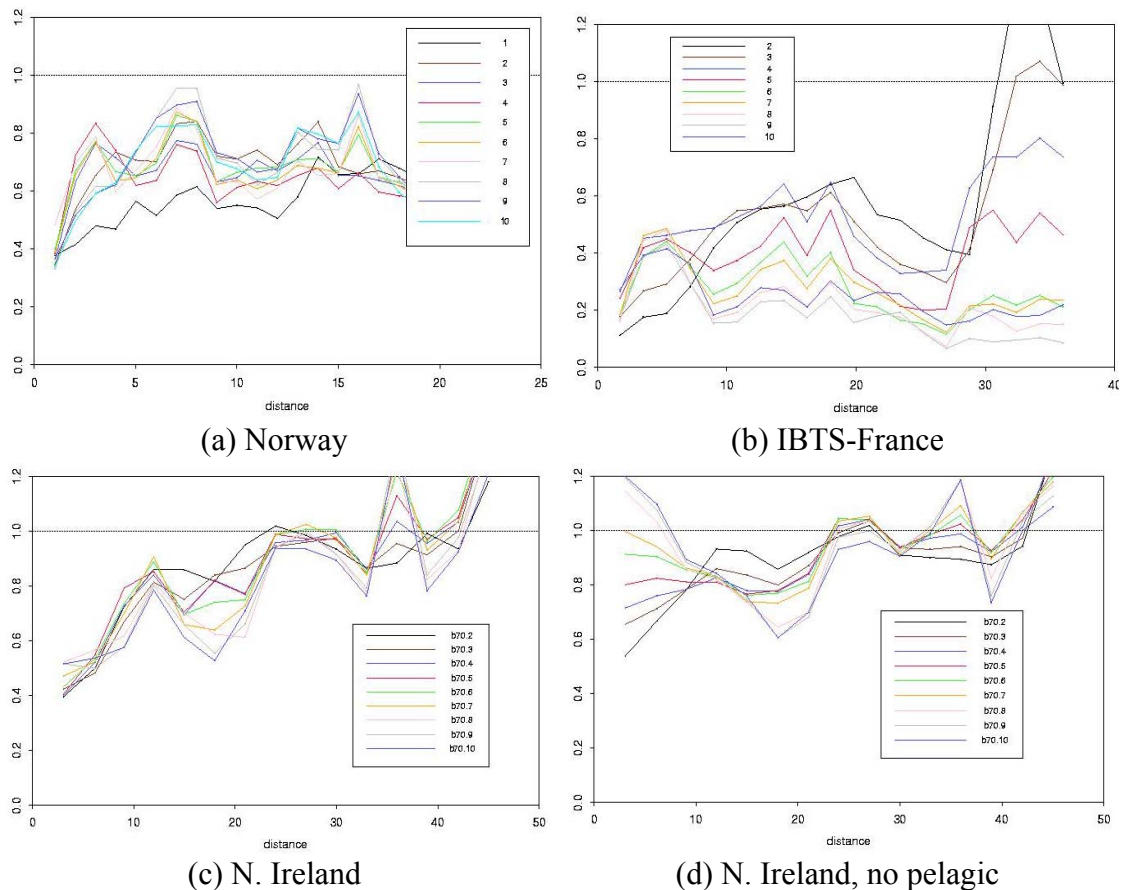 1.2
1.0
0.8
0.6
0.4
0.2
0.0
1
2
3
4
5
6
7
8
9
10
0 5 10 15 20 25
distance
(a) Norway
1.2
1.0
0.8
0.6
0.4
0.2
0.0
2
3
4
5
6
7
8
9
10
0 10 20 30 40
distance
(b) IBTS-France
1.2
1.0
0.8
0.6
0.4
0.2
0.0
b70.2
b70.3
b70.4
b70.5
b70.6
b70.7
b70.8
b70.9
b70.10
0 10 20 30 40 50
distance
(c) N. Ireland
1.2
1.0
0.8
0.6
0.4
0.2
0.0
b70.2
b70.3
b70.4
b70.5
b70.6
b70.7
b70.8
b70.9
b70.10
0 10 20 30 40 50
distance
(d) N. Ireland, no pelagic